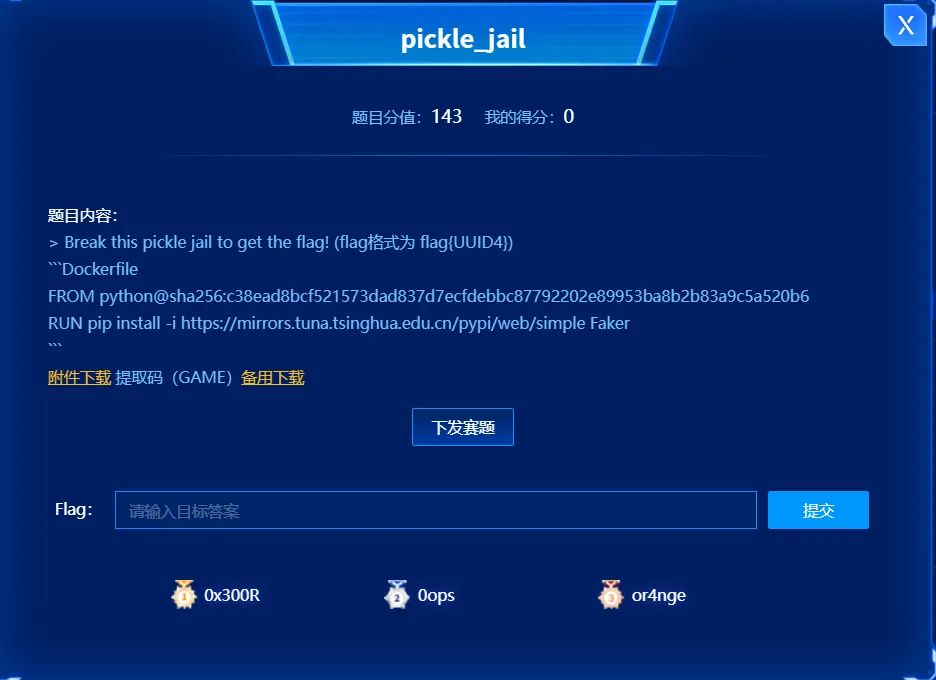 pickle_jail
X
题目分值：143 我的得分：0
题目内容：
> Break this pickle jail to get the flag! (flag格式为 flag{UUID4})
```Dockerfile
FROM python@sha256:c38ead8bcf521573dad837d7ecfdebbc87792202e89953ba8b2b83a9c5a520b6
RUN pip install -i https://mirrors.tuna.tsinghua.edu.cn/pypi/web/simple Faker
```
附件下载 提取码（GAME）备用下载
下发赛题
Flag： 请输入目标答案 提交
1 0x300R 2 0ops 3 or4nge